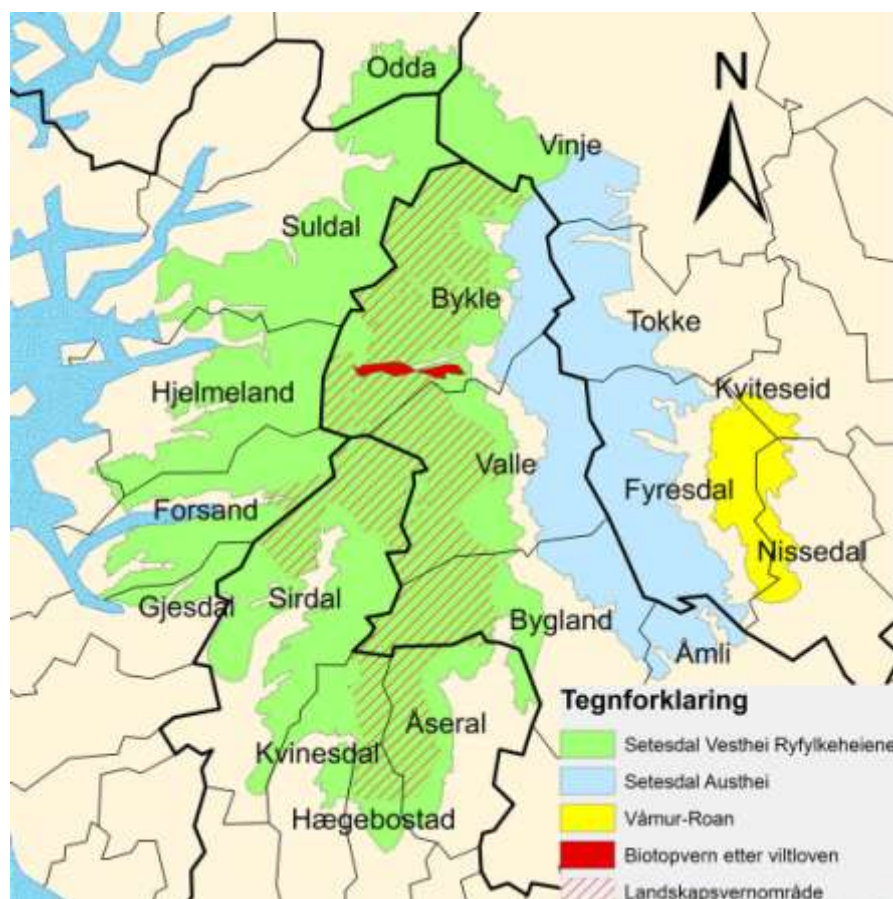 Odda
N
Vinje
Suldal
Bykle
Tokke
Hjelmeland
Kviteseid
Valle
Fyresdal
Forsand
Nissedal
Gjesdal
Sirdal
Bygland
Åmli
Åseral
Kvinesdal
Hægebostad
Tegnforklaring
Setesdal Vesthei Ryfylkeheiene
Setesdal Austhei
Våmur-Roan
Biotopvern etter viltloven
Landskapsvernområde